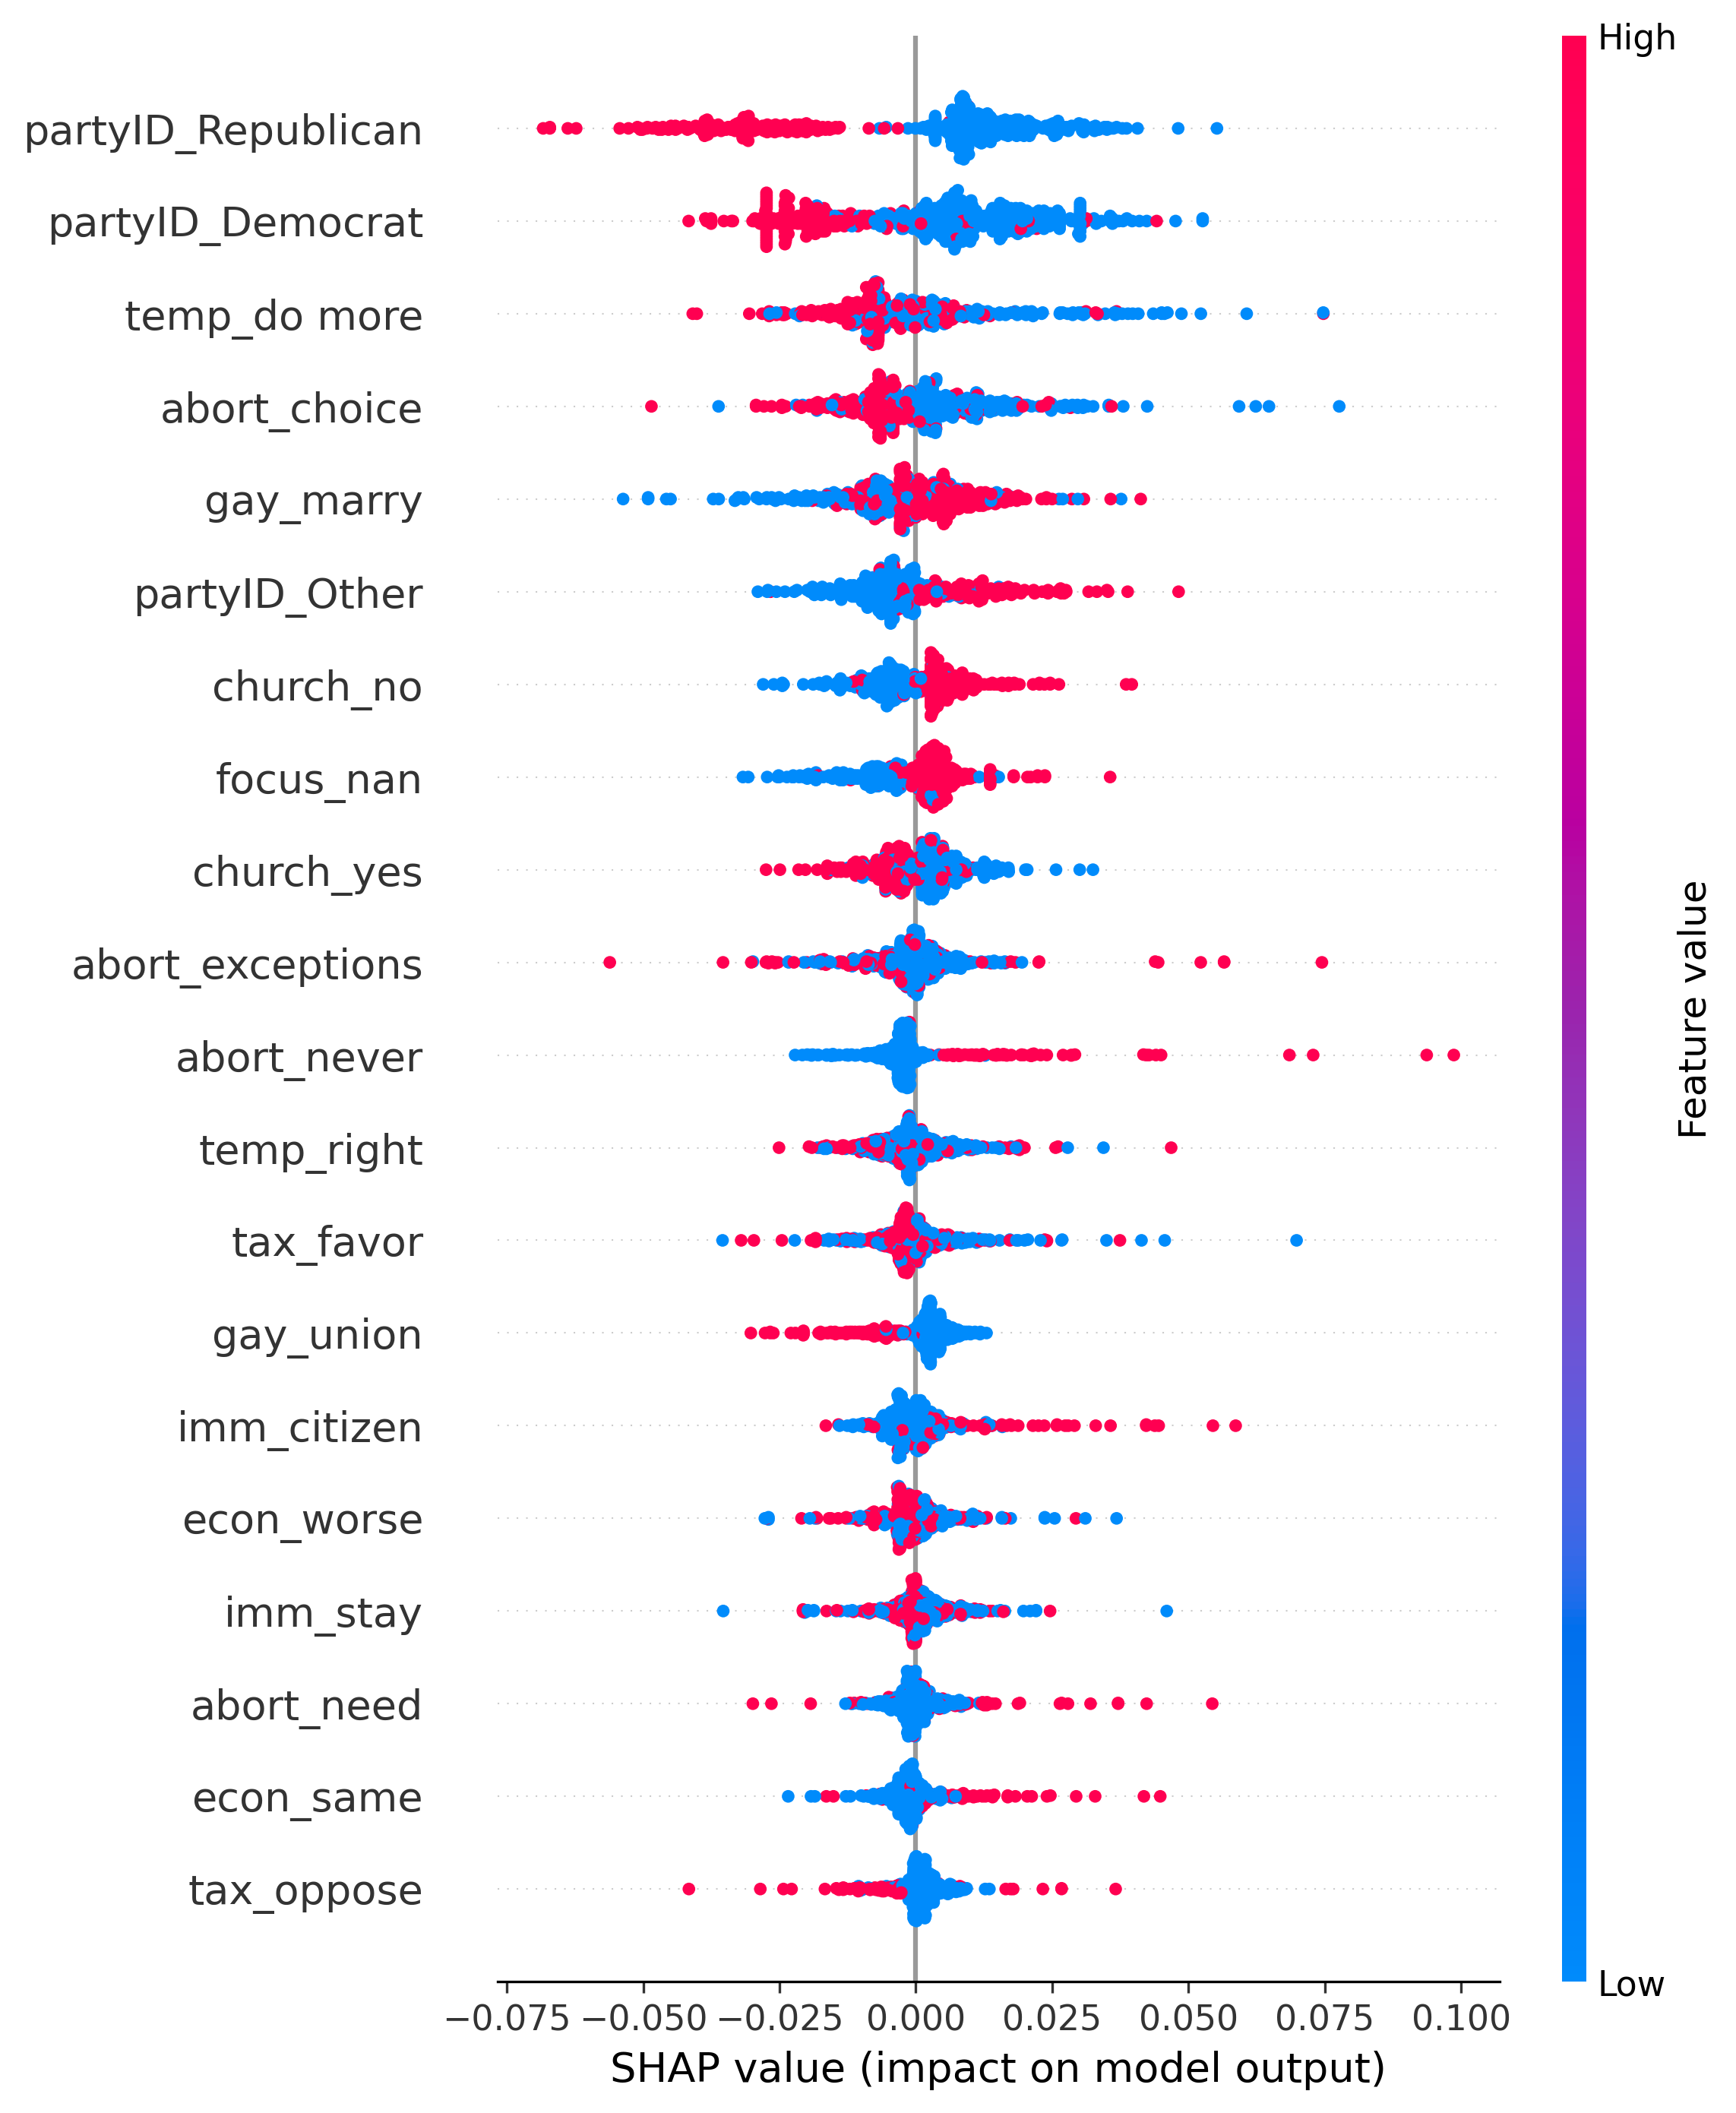 High
partyID_Republican
partyID_Democrat
temp_do more
abort_choice
gay_marry
partyID_Other
church_no
focus_nan
church_yes
abort_exceptions
abort_never
temp_right
tax_favor
gay_union
imm_citizen
econ_worse
imm_stay
abort_need
econ_same
tax_oppose
Feature value
Low
−0.075 −0.050 −0.025 0.000 0.025 0.050 0.075 0.100
SHAP value (impact on model output)